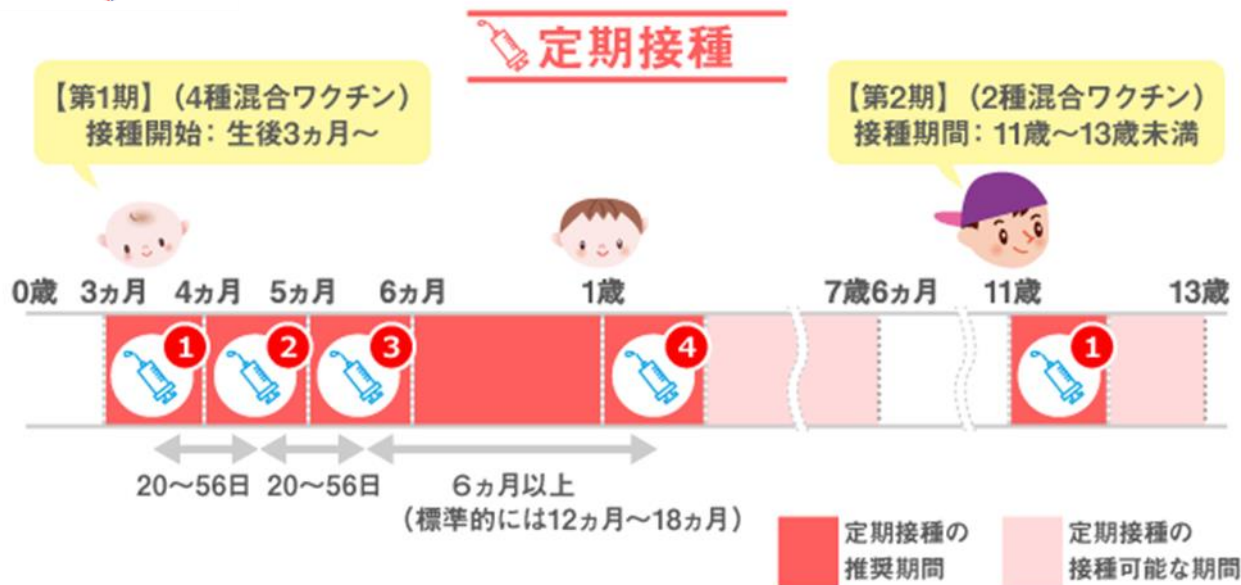 定期接種
【第1期】（4種混合ワクチン）
接種開始：生後3ヵ月〜
【第2期】（2種混合ワクチン）
接種期間：11歳〜13歳未満
0歳 3ヵ月 4ヵ月 5ヵ月 6ヵ月 1歳 7歳6ヵ月 11歳 13歳
1 2 3 4 1
20〜56日 20〜56日 6ヵ月以上
（標準的には12ヵ月〜18ヵ月）
定期接種の
推奨期間
定期接種の
接種可能な期間